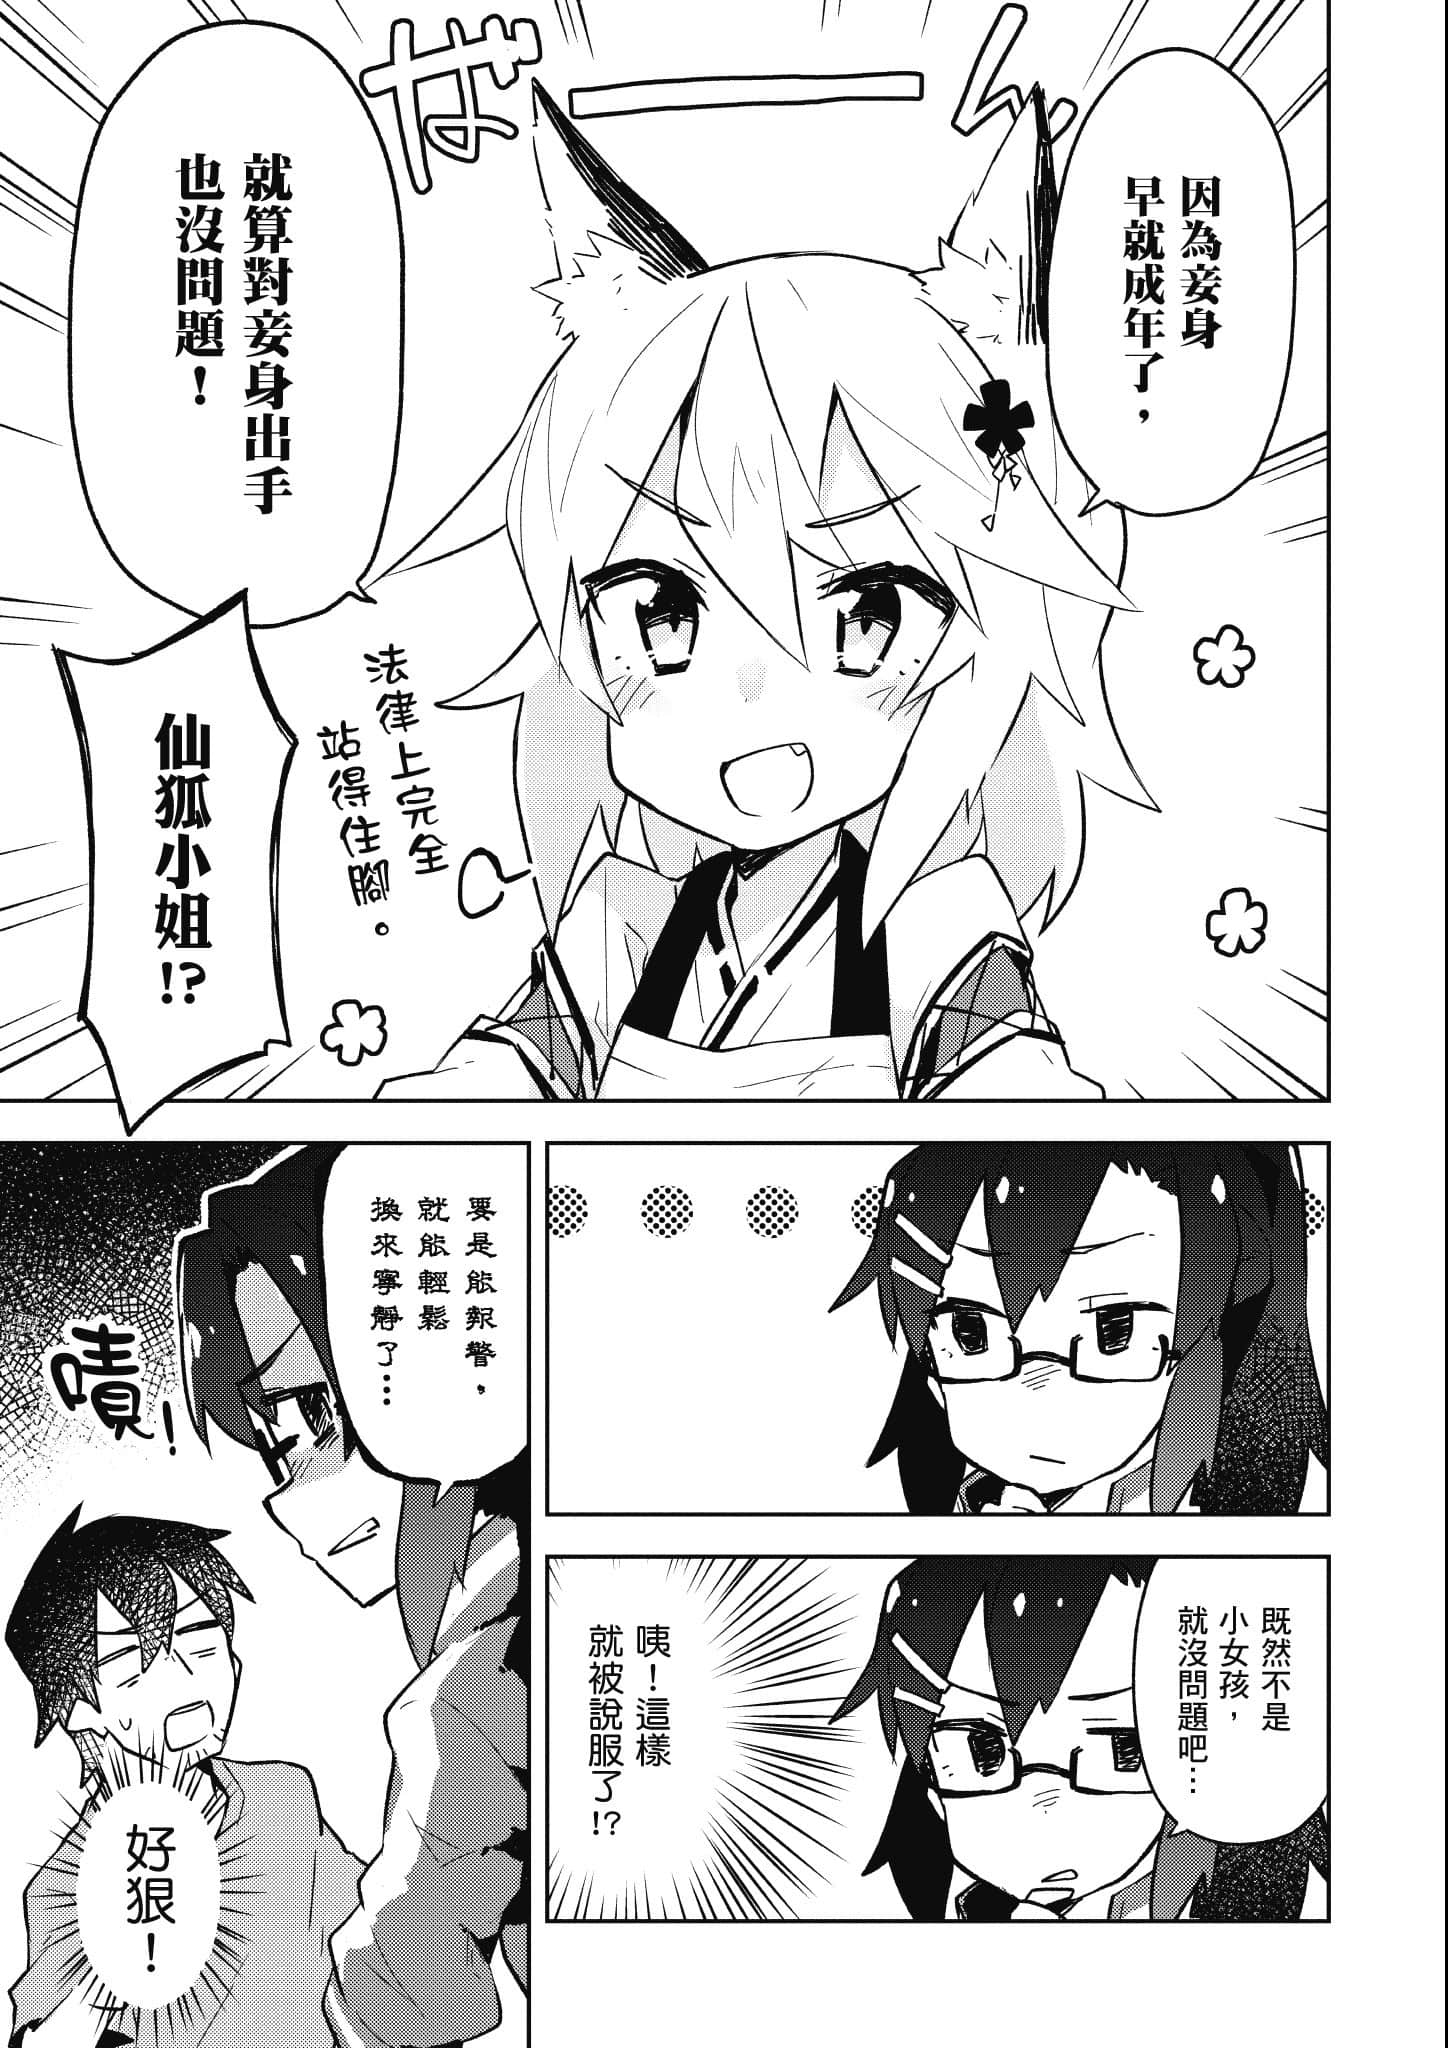 因為妾身
早就成年了，
ばーん
就算對妾身出手
也沒問題！
法律上完全
站得住腳。
仙狐小姐!?
既然不是
小女孩，
就沒問題吧…
咦！這樣
就被說服了!?
要是能報警，
就能輕鬆
換來寧靜了…
嘖！
好狠！